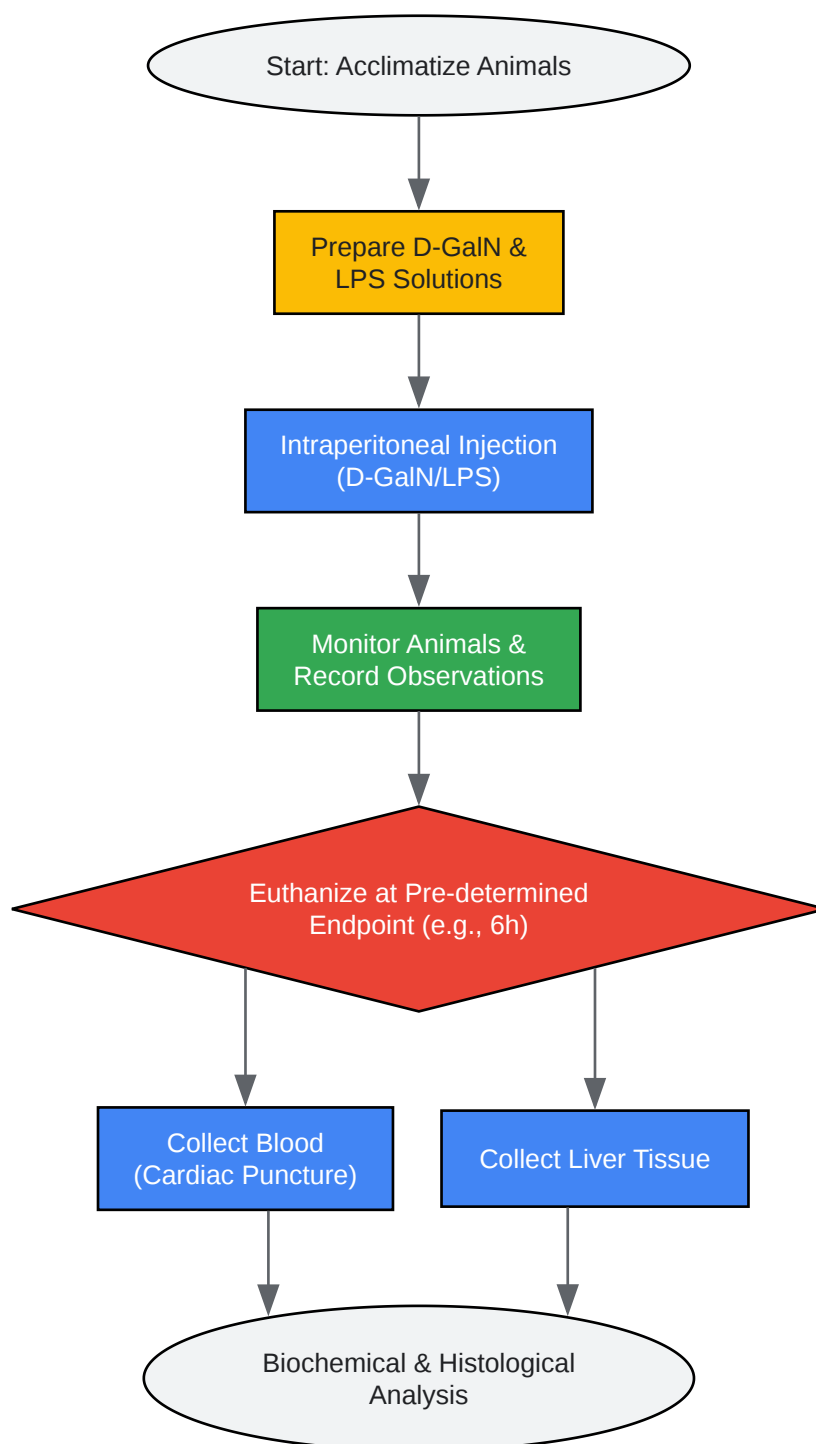 Start: Acclimatize Animals
Prepare D-GalN &
LPS Solutions
Intraperitoneal Injection
(D-GalN/LPS)
Monitor Animals &
Record Observations
Euthanize at Pre-determined
Endpoint (e.g., 6h)
Collect Blood
(Cardiac Puncture)
Collect Liver Tissue
Biochemical & Histological
Analysis